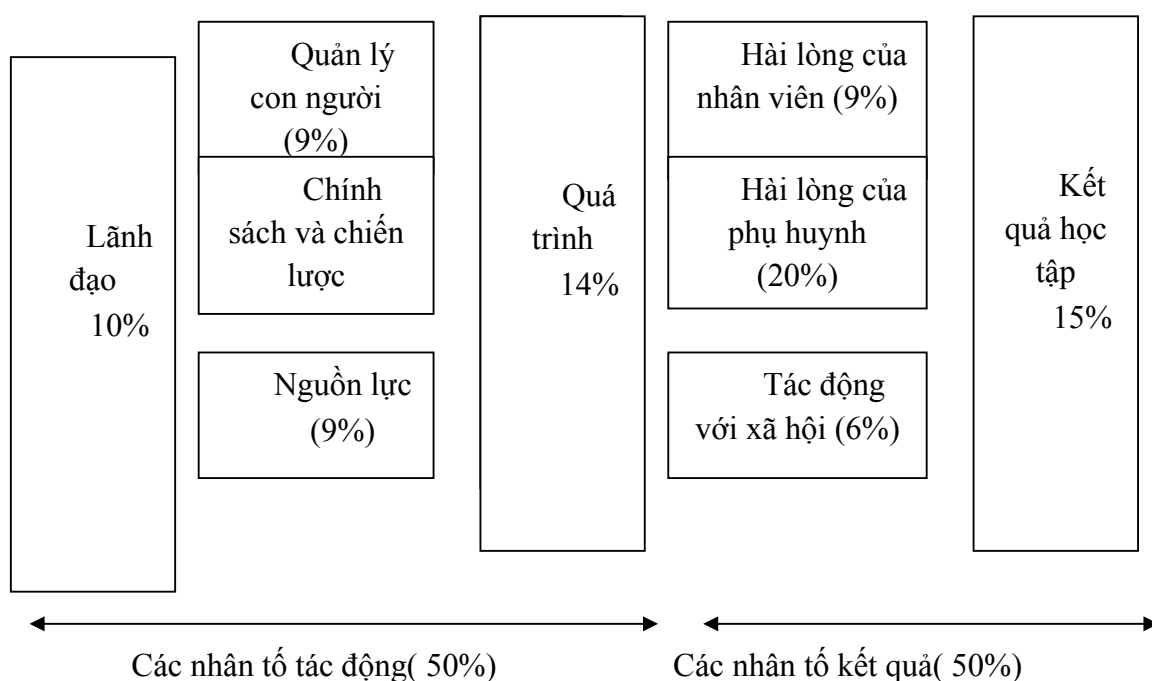 Lãnh
đạo
10%
Quản lý
con người
(9%)
Chính
sách và chiến
lược
Nguồn lực
(9%)
Quá
trình
14%
Hài lòng của
nhân viên (9%)
Hài lòng của
phụ huynh
(20%)
Tác động
với xã hội (6%)
Kết
quả học
tập
15%
Các nhân tố tác động( 50%)
Các nhân tố kết quả( 50%)